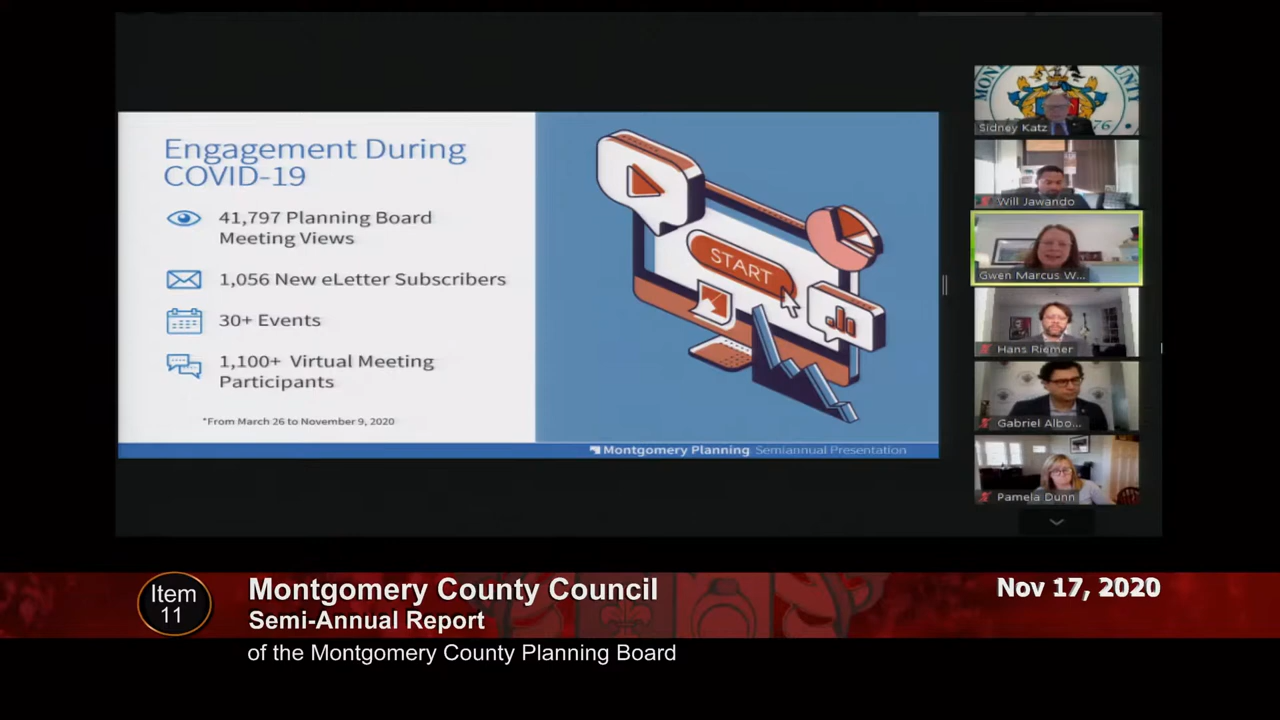 Engagement During
COVID-19
41,797 Planning Board
Meeting Views
1,056 New eLetter Subscribers
30+ Events
1,100+ Virtual Meeting
Participants
*From March 26 to November 9, 2020
START
Montgomery Planning Semiannual Presentation
Sidney Katz
Will Jawando
Gwen Marcus W...
Hans Riemer
Gabriel Albo...
Pamela Dunn
Item
11
Montgomery County Council
Semi-Annual Report
of the Montgomery County Planning Board
Nov 17, 2020